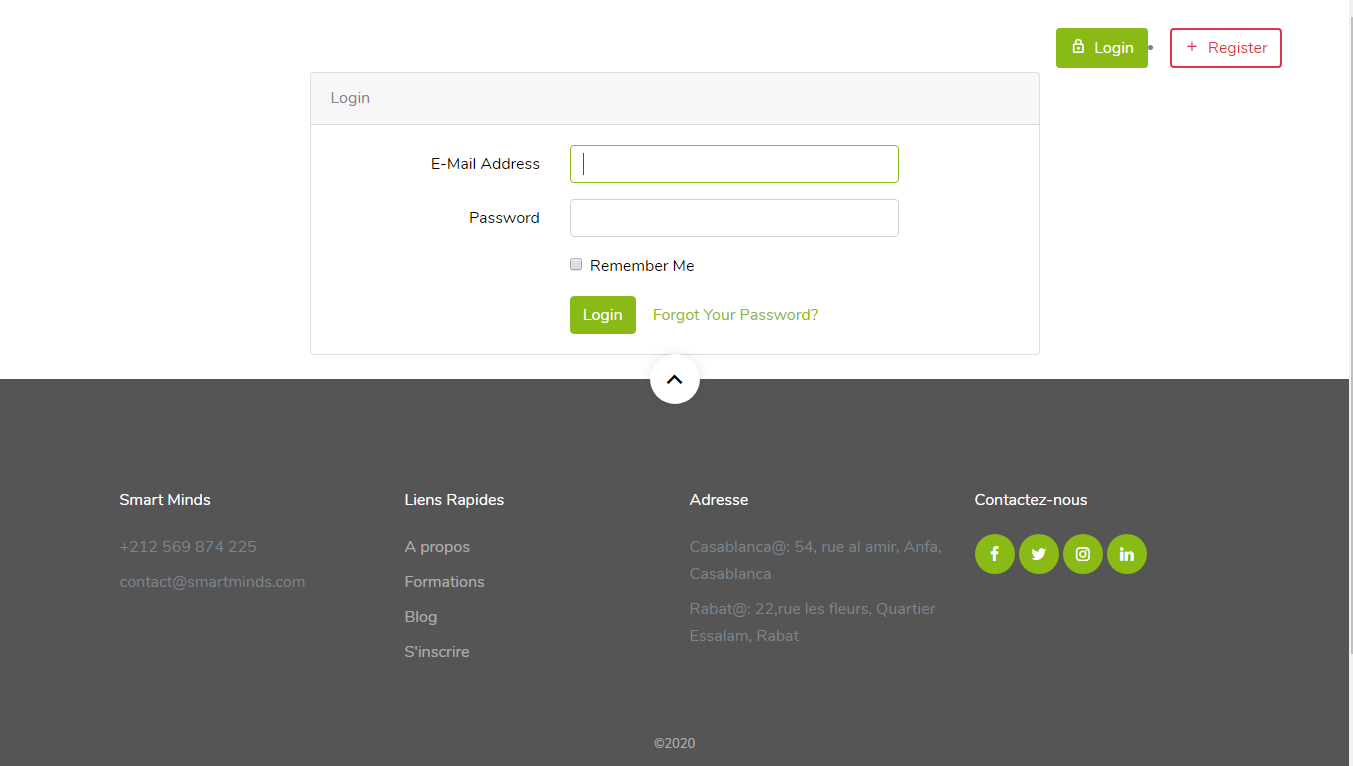 Login
+ Register
Login
E-Mail Address
Password
Remember Me
Login Forgot Your Password?
Smart Minds
+212 569 874 225
contact@smartminds.com
Liens Rapides
A propos
Formations
Blog
S'inscrire
Adresse
Casablanca@: 54, rue al amir, Anfa,
Casablanca
Rabat@: 22,rue les fleurs, Quartier
Essalam, Rabat
Contactez-nous
©2020